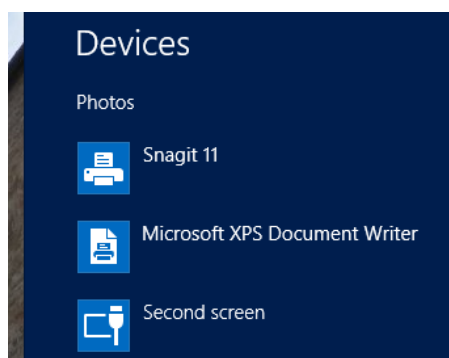 Devices
Photos
Snagit 11
Microsoft XPS Document Writer
Second screen